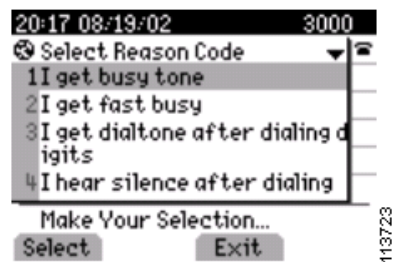 20:17 08/19/02 3000
Select Reason Code
1 I get busy tone
2 I get fast busy
3 I get dialtone after dialing d
igits
4 I hear silence after dialing
Make Your Selection...
Select Exit
113723